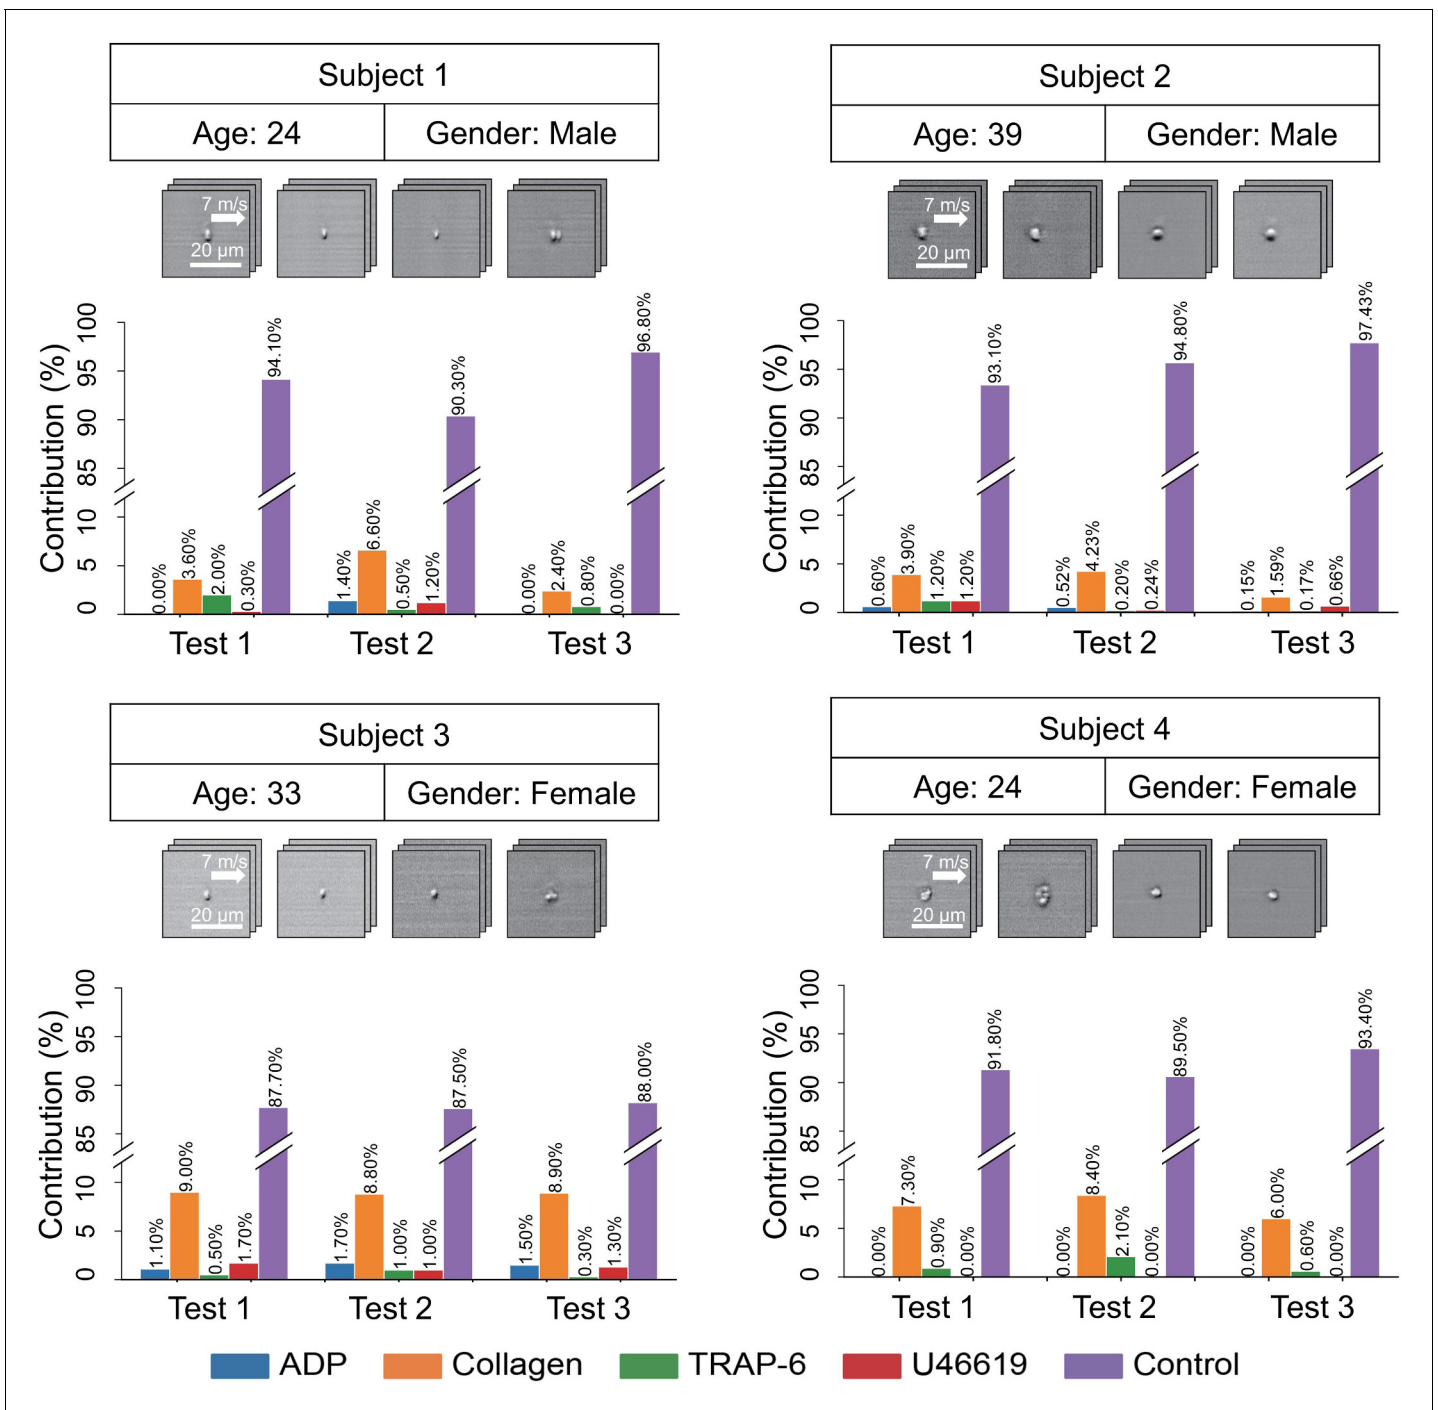 Subject 1
Age: 24
Gender: Male
7 m/s
20 μm
Contribution (%)
100
95
90
85
10
5
0
0.00%
3.60%
2.00%
0.30%
94.10%
1.40%
6.60%
0.50%
1.20%
90.30%
0.00%
2.40%
0.80%
0.00%
96.80%
Test 1
Test 2
Test 3
Subject 2
Age: 39
Gender: Male
7 m/s
20 μm
Contribution (%)
100
95
90
85
10
5
0
0.60%
3.90%
1.20%
1.20%
93.10%
0.52%
4.23%
0.20%
0.24%
94.80%
0.15%
1.59%
0.17%
0.66%
97.43%
Test 1
Test 2
Test 3
Subject 3
Age: 33
Gender: Female
7 m/s
20 μm
Contribution (%)
100
95
90
85
10
5
0
1.10%
9.00%
0.50%
1.70%
87.70%
1.70%
8.80%
1.00%
1.00%
87.50%
1.50%
8.90%
0.30%
1.30%
88.00%
Test 1
Test 2
Test 3
Subject 4
Age: 24
Gender: Female
7 m/s
20 μm
Contribution (%)
100
95
90
85
10
5
0
0.00%
7.30%
0.90%
0.00%
91.80%
0.00%
8.40%
2.10%
0.00%
89.50%
0.00%
6.00%
0.60%
0.00%
93.40%
Test 1
Test 2
Test 3
ADP
Collagen
TRAP-6
U46619
Control